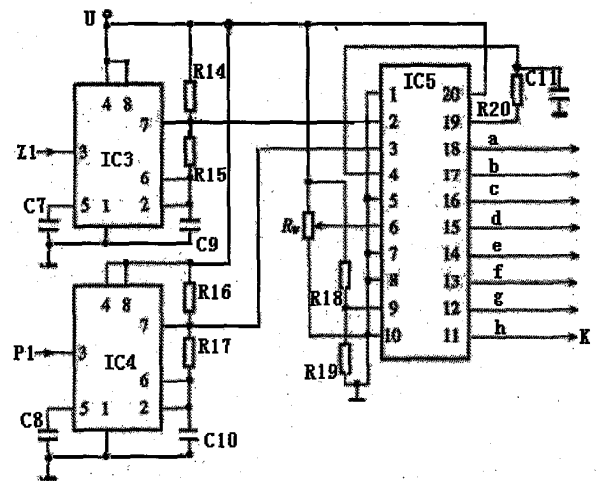 U
R14
C11
IC5
R20
4 8
7
1 20
2 19
a
Z1
3
IC3
R15
3 18
b
6
4 17
c
C7
5 1 2
5 16
C9
Rw
6 15
d
7 14
e
4 8
R16
8 13
f
R18
9 12
g
7
R17
10 11
h
K
P1
3
IC4
R19
6
5 1 2
C8
C10